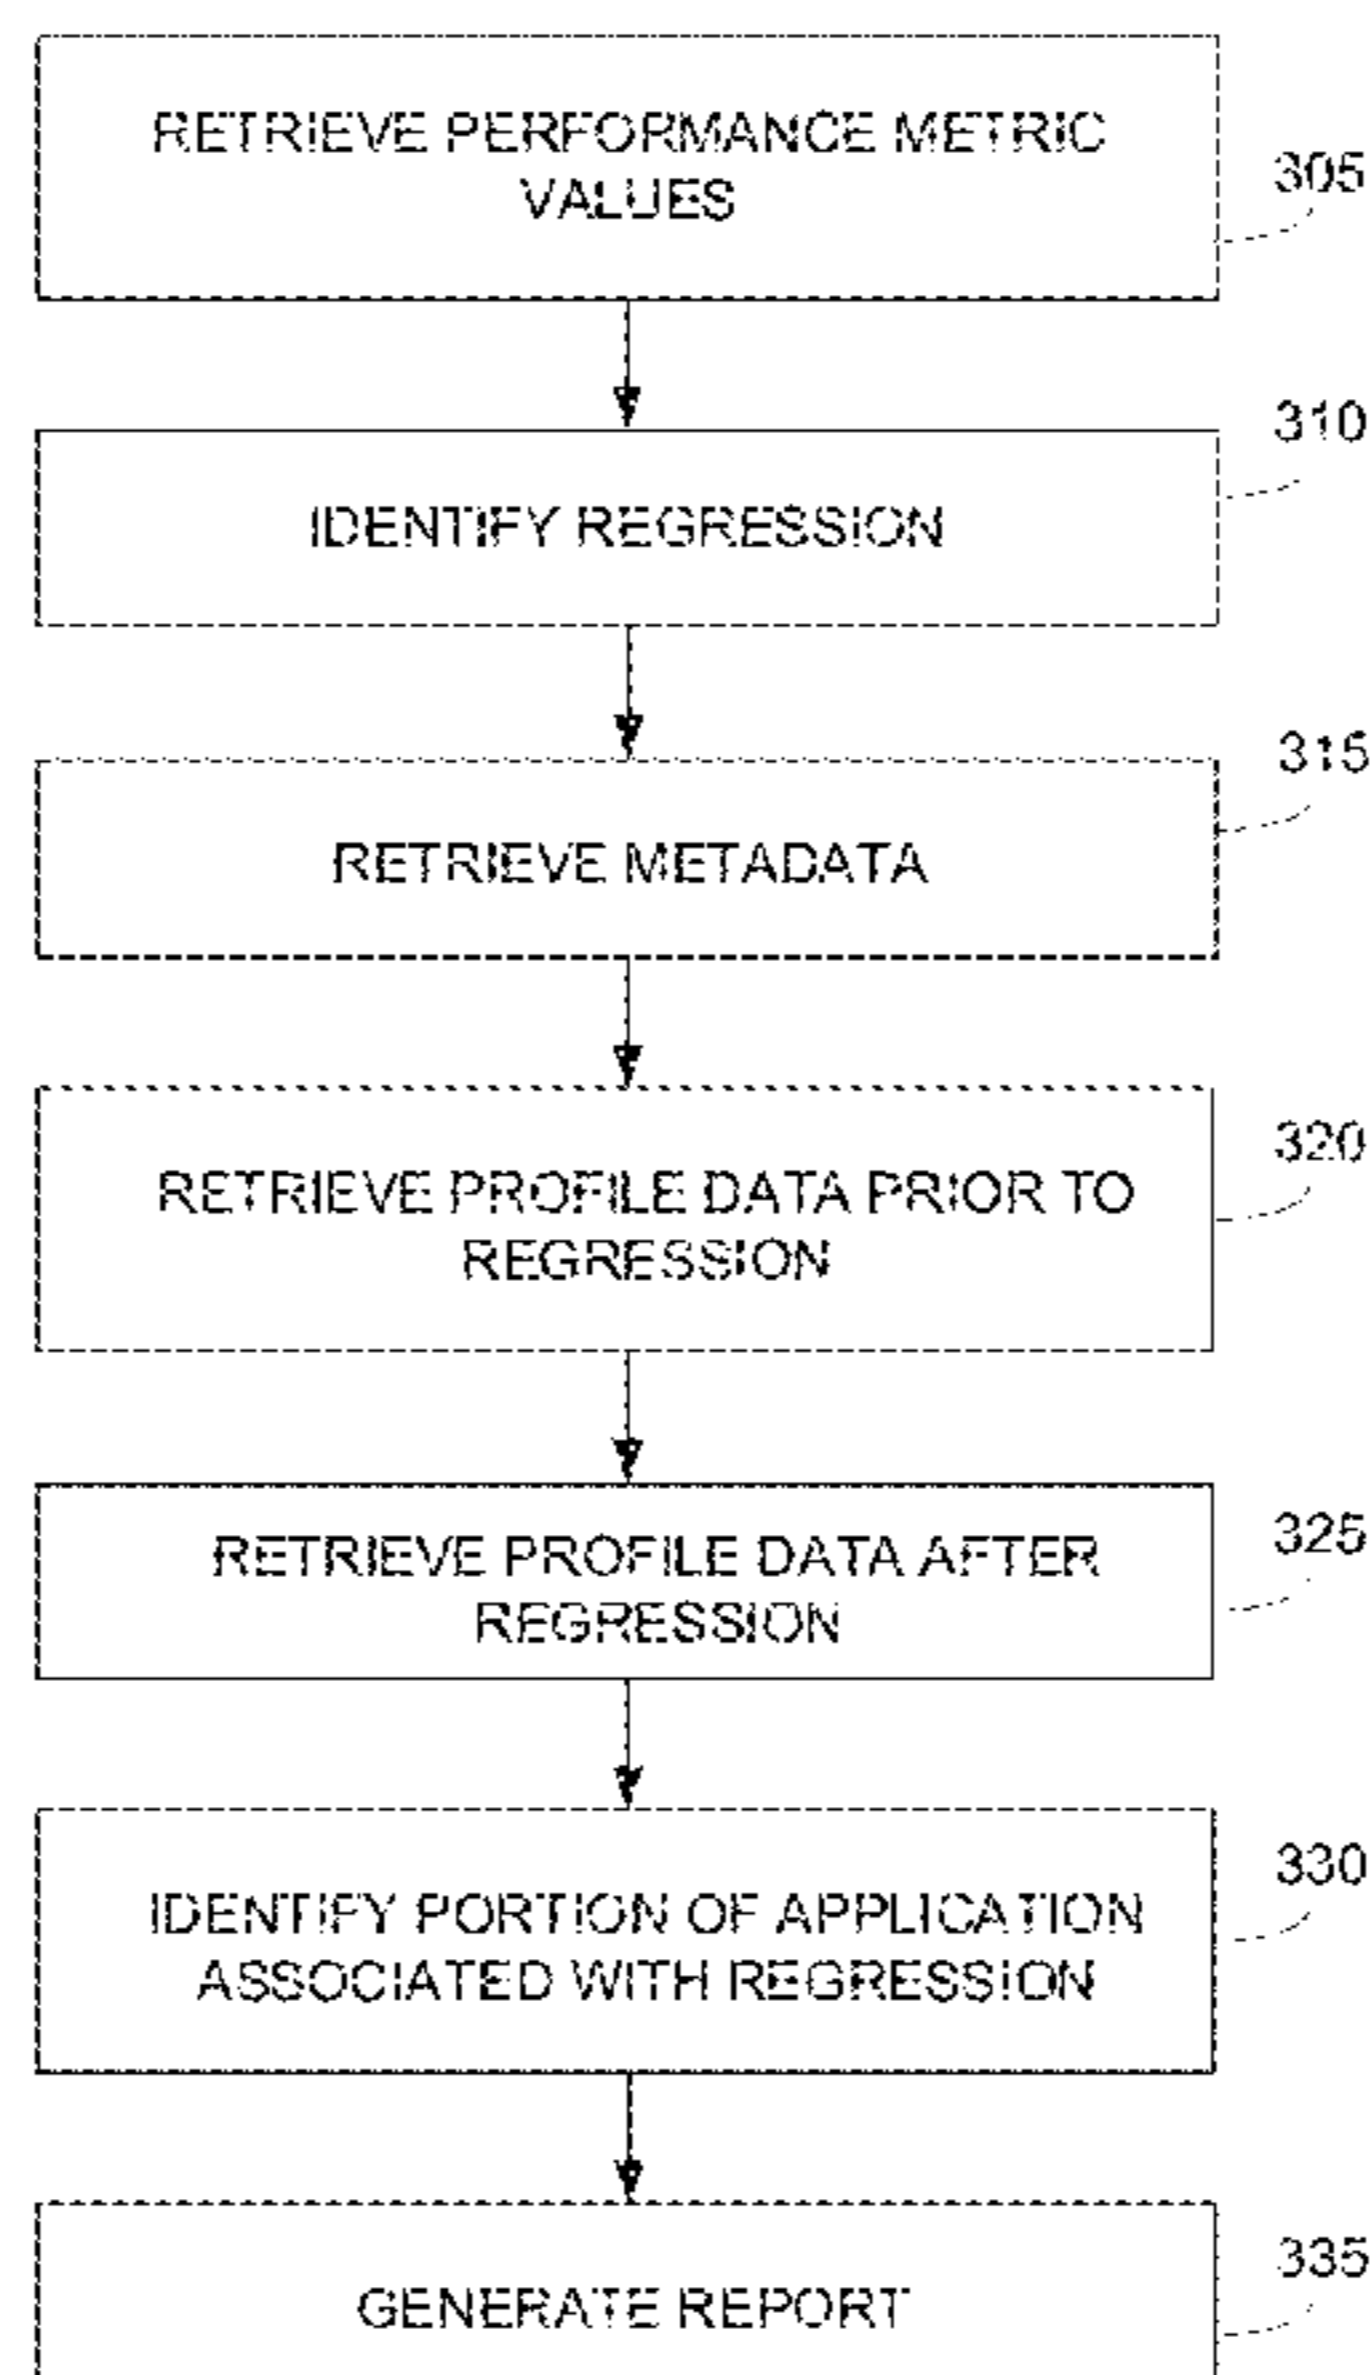 RETRIEVE PERFORMANCE METRIC
VALUES
305
310
IDENTIFY REGRESSION
315
RETRIEVE METADATA
320
RETRIEVE PROFILE DATA PRIOR TO
REGRESSION
325
RETRIEVE PROFILE DATA AFTER
REGRESSION
330
IDENTIFY PORTION OF APPLICATION
ASSOCIATED WITH REGRESSION
335
GENERATE REPORT